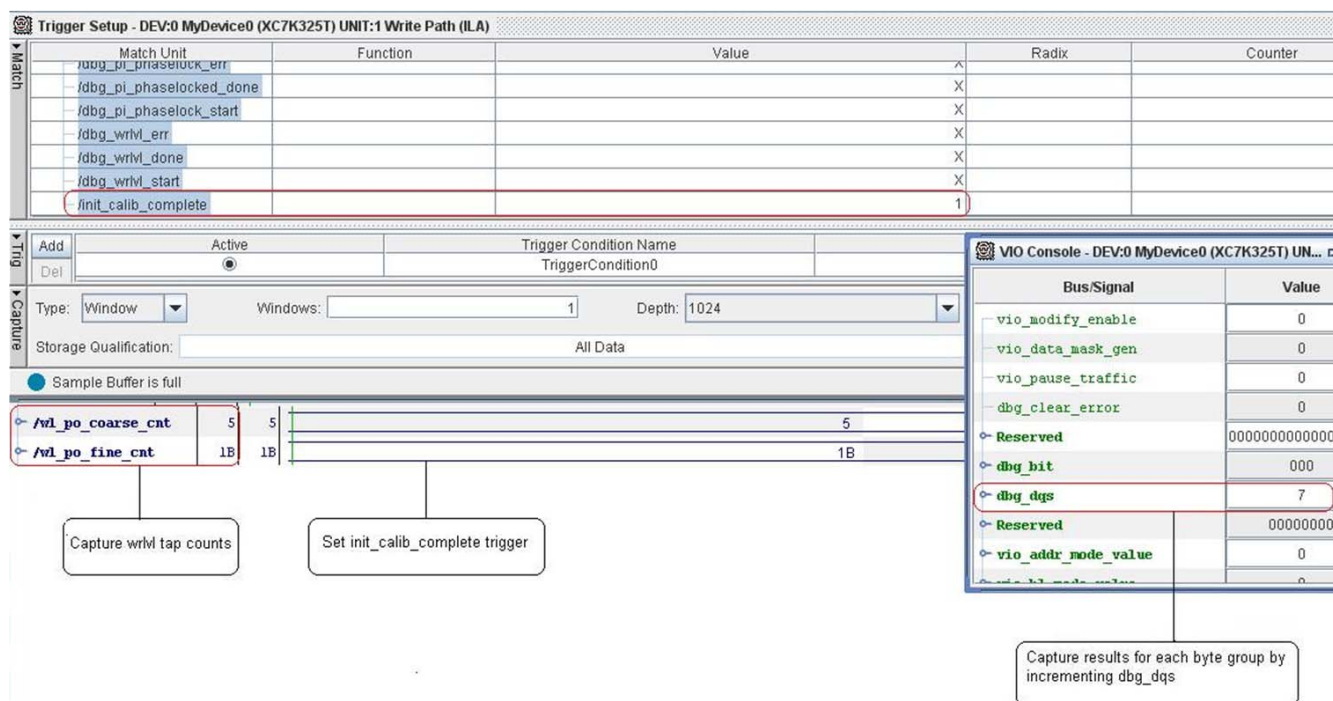 Trigger Setup - DEV:0 MyDevice0 (XC7K325T) UNIT:1 Write Path (ILA)
Match
Match Unit Function Value Radix Counter
/dbg_pi_phaselock_err X
/dbg_pi_phaselocked_done X
/dbg_pi_phaselock_start X
/dbg_wrlvl_err X
/dbg_wrlvl_done X
/dbg_wrlvl_start X
/init_calib_complete 1
Trig
Add Active Trigger Condition Name
Del TriggerCondition0
Capture
Type: Window Windows: 1 Depth: 1024
Storage Qualification: All Data
Sample Buffer is full
/wl_po_coarse_cnt 5 5 5
/wl_po_fine_cnt 1B 1B 1B
Capture wrlvl tap counts
Set init_calib_complete trigger
VIO Console - DEV:0 MyDevice0 (XC7K325T) UN...
Bus/Signal Value
vio_modify_enable 0
vio_data_mask_gen 0
vio_pause_traffic 0
dbg_clear_error 0
Reserved 0000000000000
dbg_bit 000
dbg_dqs 7
Reserved 00000000
vio_addr_mode_value 0
Capture results for each byte group by
incrementing dbg_dqs